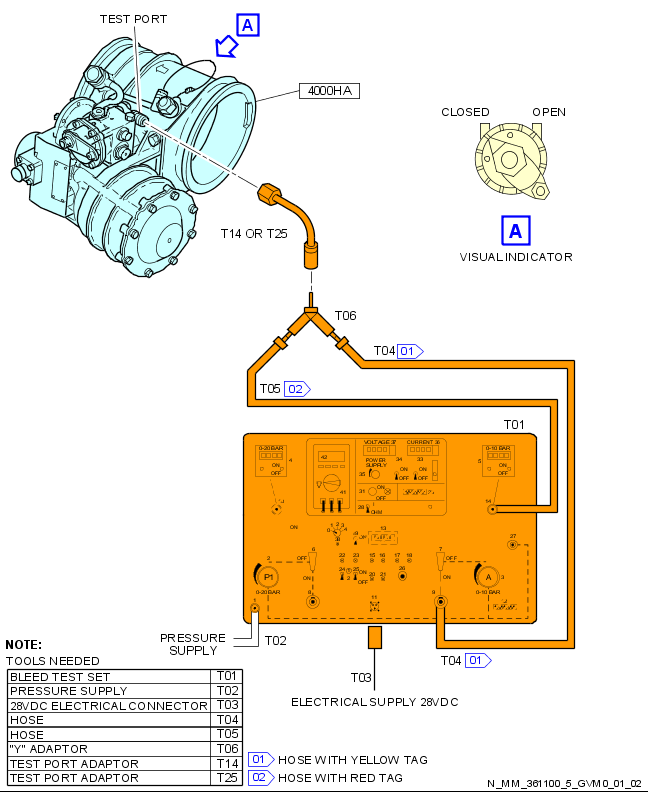 TEST PORT
A
4000HA
CLOSED OPEN
A
VISUAL INDICATOR
T14 OR T25
T06
T04 01
T05 02
T01
0-20 BAR
4
ON
OFF
42
41
VOLTAGE 37
CURRENT 36
POWER
SUPPLY
34
33
35
ON
OFF
ON
OFF
31
ON
OFF
28
OHM
0-10 BAR
5
ON
OFF
14
ON
1 2 3
13
27
2
6
OFF
ON
22 23 15 16 17 18
24 25 20 21 26
ON
OFF
7
OFF
ON
P1
0-20 BAR
A
3
0-10 BAR
1
8
11
9
12
PRESSURE
SUPPLY
T02
T03
T04 01
ELECTRICAL SUPPLY 28VDC
NOTE:
TOOLS NEEDED
BLEED TEST SET T01
PRESSURE SUPPLY T02
28VDC ELECTRICAL CONNECTOR T03
HOSE T04
HOSE T05
"Y" ADAPTOR T06
TEST PORT ADAPTOR T14
TEST PORT ADAPTOR T25
01 HOSE WITH YELLOW TAG
02 HOSE WITH RED TAG
N_MM_361100_5_GVM0_01_02